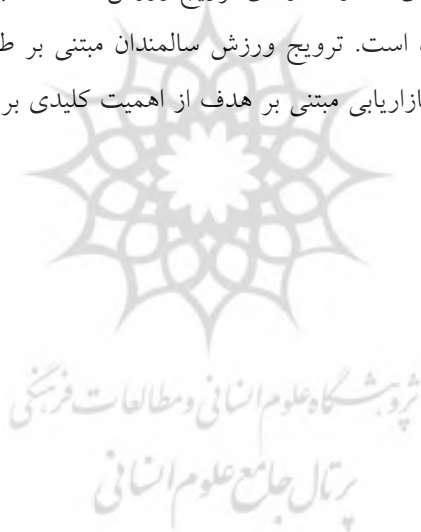 است. ترویج ورزش سالمندان مبتنی بر
بازاریابی مبتنی بر هدف از اهمیت کلیدی بر
پژوهشگاه علوم انسانی و مطالعات فرهنگی
پرتال جامع علوم انسانی